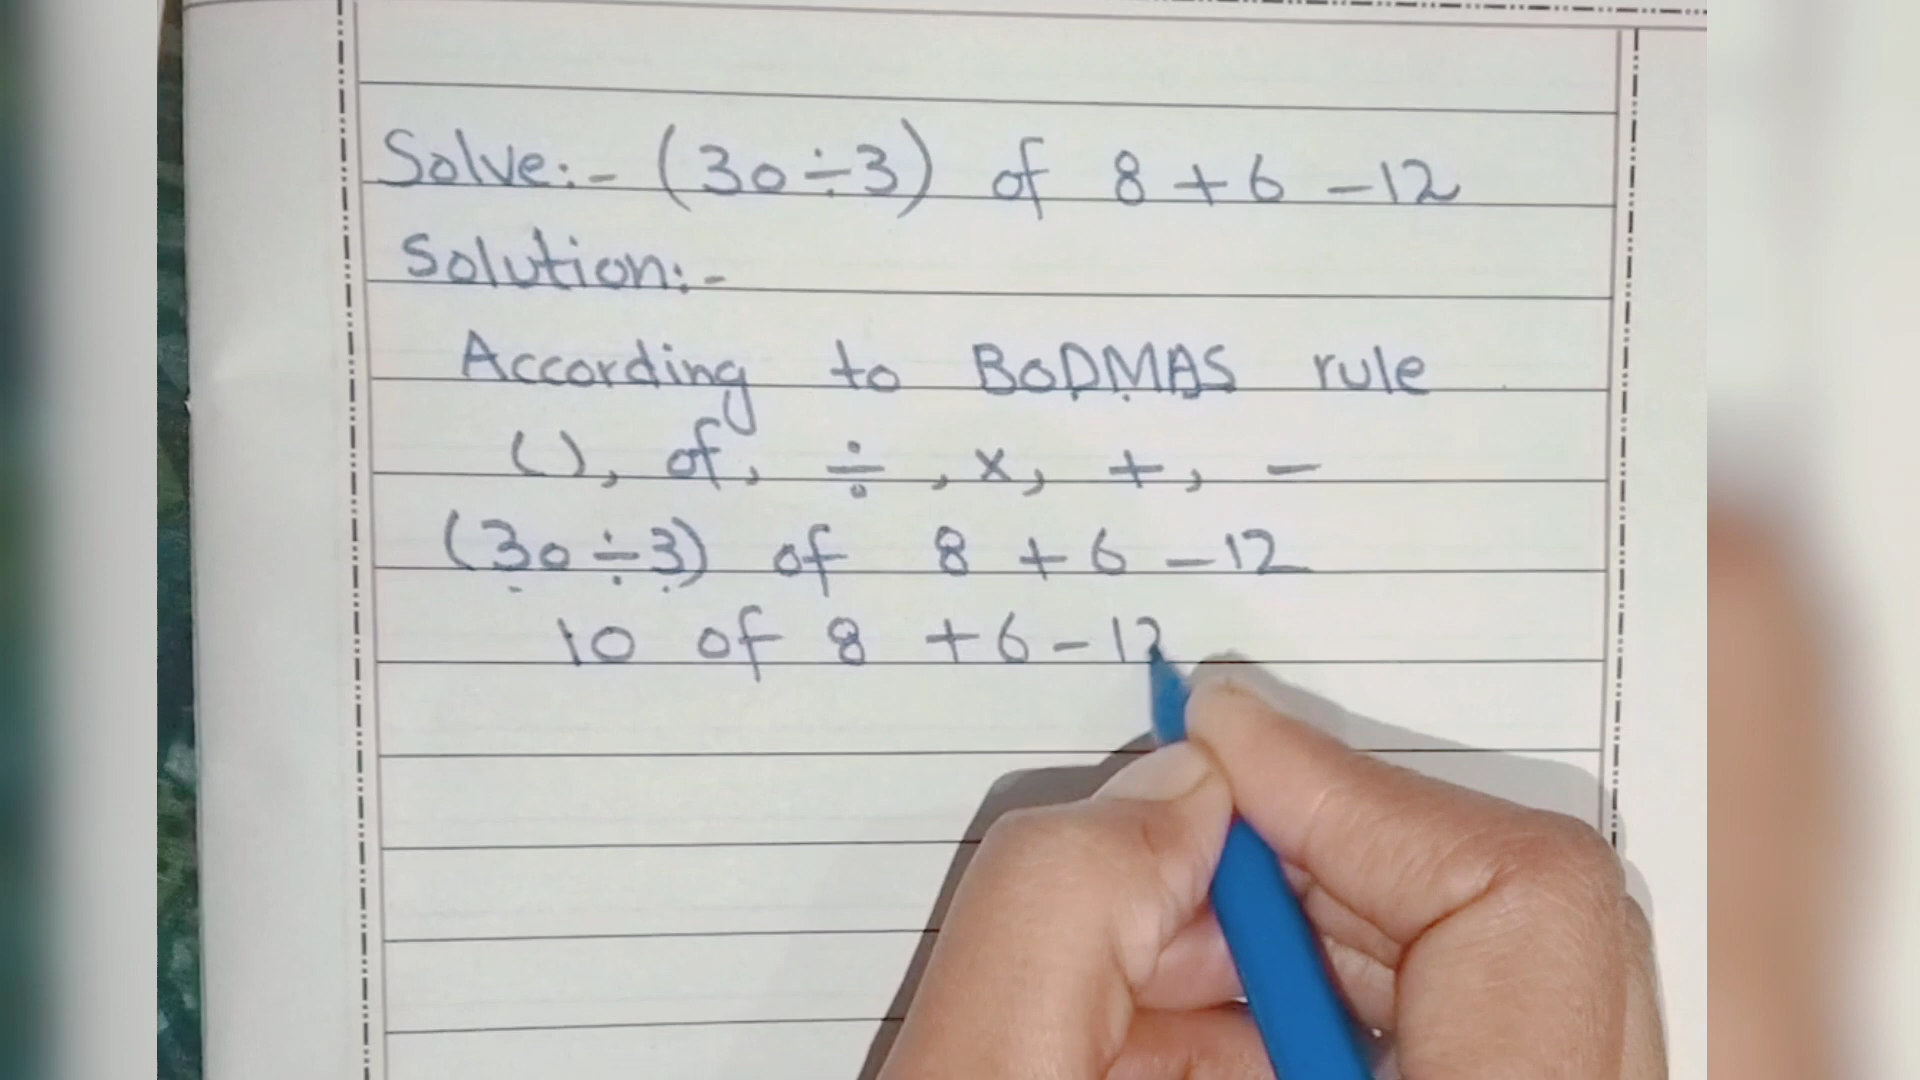 Solve:- (30÷3) of 8 + 6 - 12
Solution:-
According to BODMAS rule
( ), of, ÷, ×, +, -
(30÷3) of 8 + 6 - 12
10 of 8 + 6 - 12